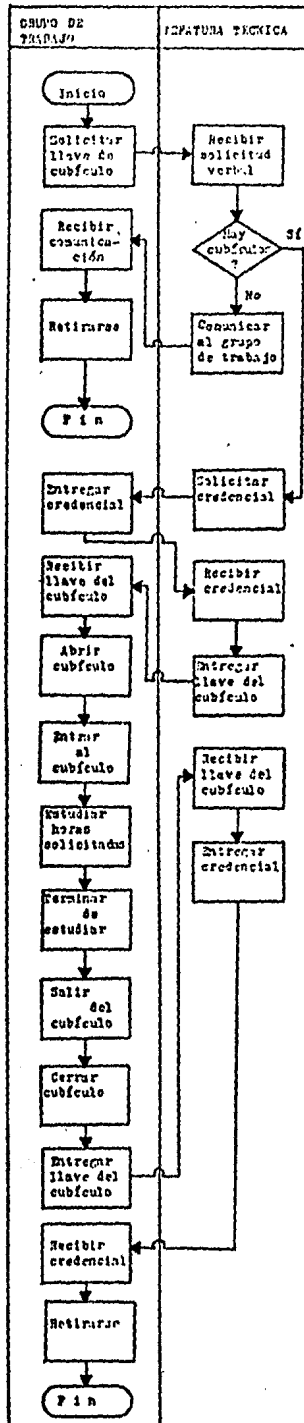 GRUPO DE
TRABAJO
JEFATURA TECNICA
Inicio
Solicitar
llave de
cubículo
Recibir
solicitud
verbal
Hay
cubículos
?
Sí
No
Recibir
comunica-
ción
Comunicar
al grupo
de trabajo
Retirarse
F i n
Solicitar
credencial
Entregar
credencial
Recibir
credencial
Recibir
llave del
cubículo
Entregar
llave del
cubículo
Abrir
cubículo
Entrar
al
cubículo
Estudiar
horas
solicitadas
Terminar
de
estudiar
Salir
del
cubículo
Cerrar
cubículo
Entregar
llave del
cubículo
Recibir
llave del
cubículo
Entregar
credencial
Recibir
credencial
Retirarse
F i n